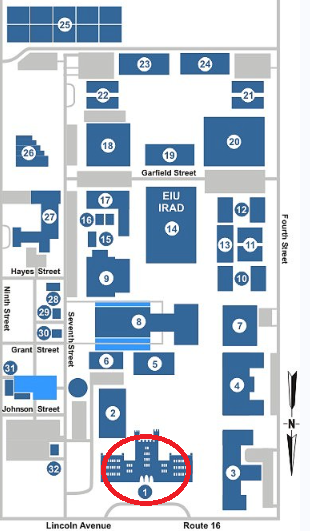 25
23
24
22
21
18
20
26
19
Garfield Street
EIU
IRAD
14
17
16
15
27
12
13
11
10
9
Fourth Street
Hayes Street
28
29
30
Ninth Street
Seventh Street
8
7
Grant Street
6
5
31
4
Johnson Street
2
N
32
3
1
Lincoln Avenue
Route 16